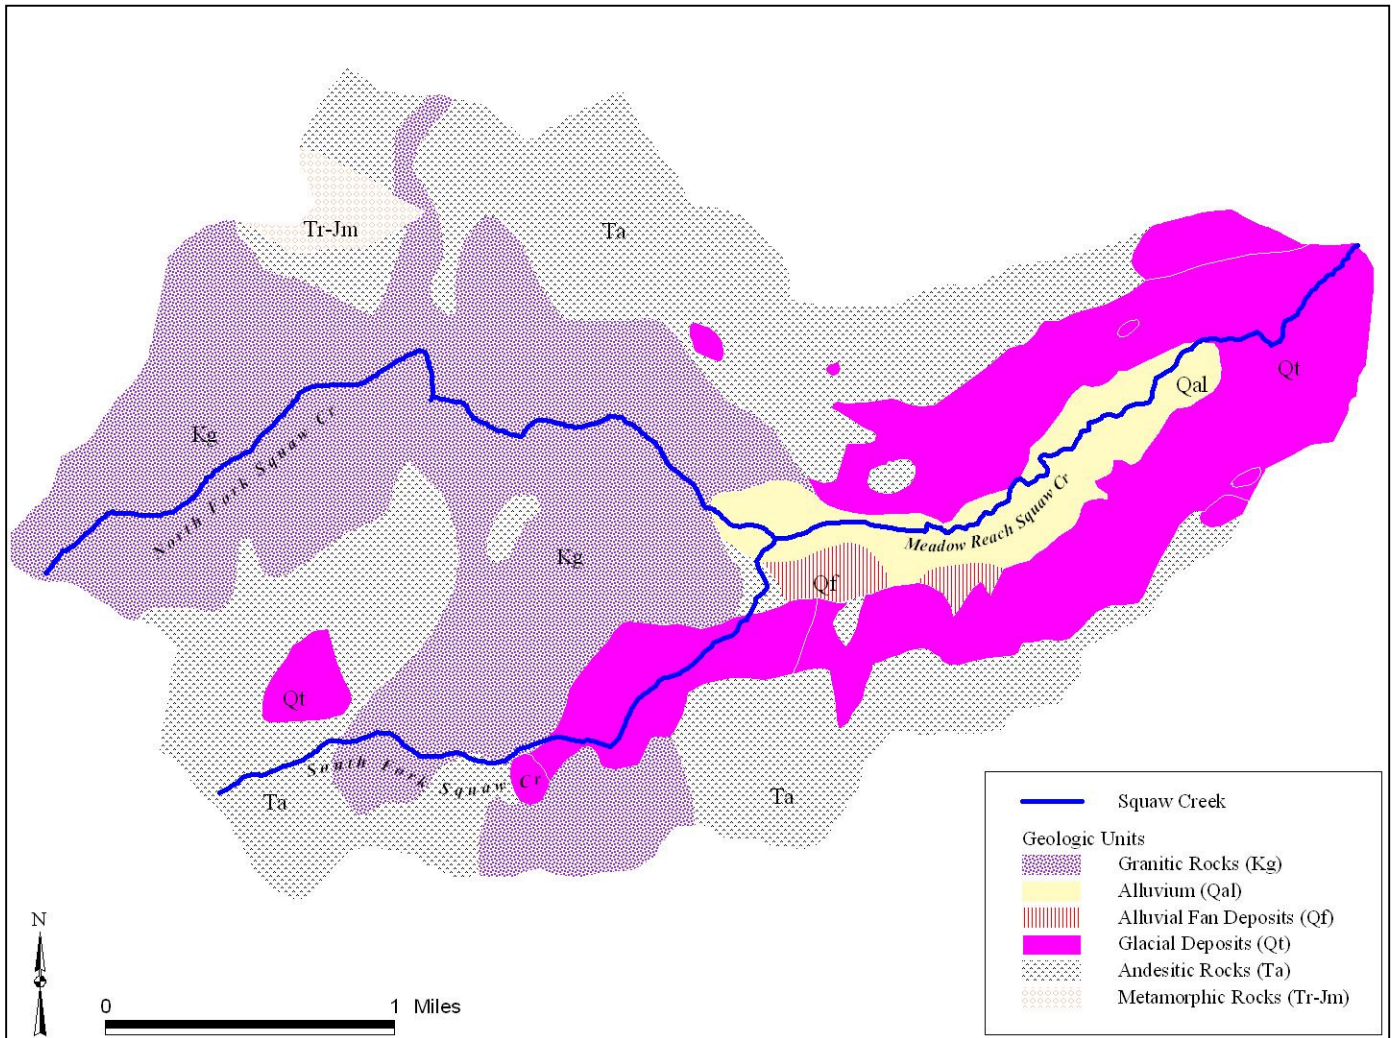 Tr-Jm
Ta
Qt
Qal
Kg
North Fork Squaw Cr
Meadow Reach Squaw Cr
Kg
Qf
Qt
South Fork Squaw Cr
Ta
Ta
Squaw Creek
Geologic Units
Granitic Rocks (Kg)
Alluvium (Qal)
Alluvial Fan Deposits (Qf)
Glacial Deposits (Qt)
Andesitic Rocks (Ta)
Metamorphic Rocks (Tr-Jm)
N
0 1 Miles